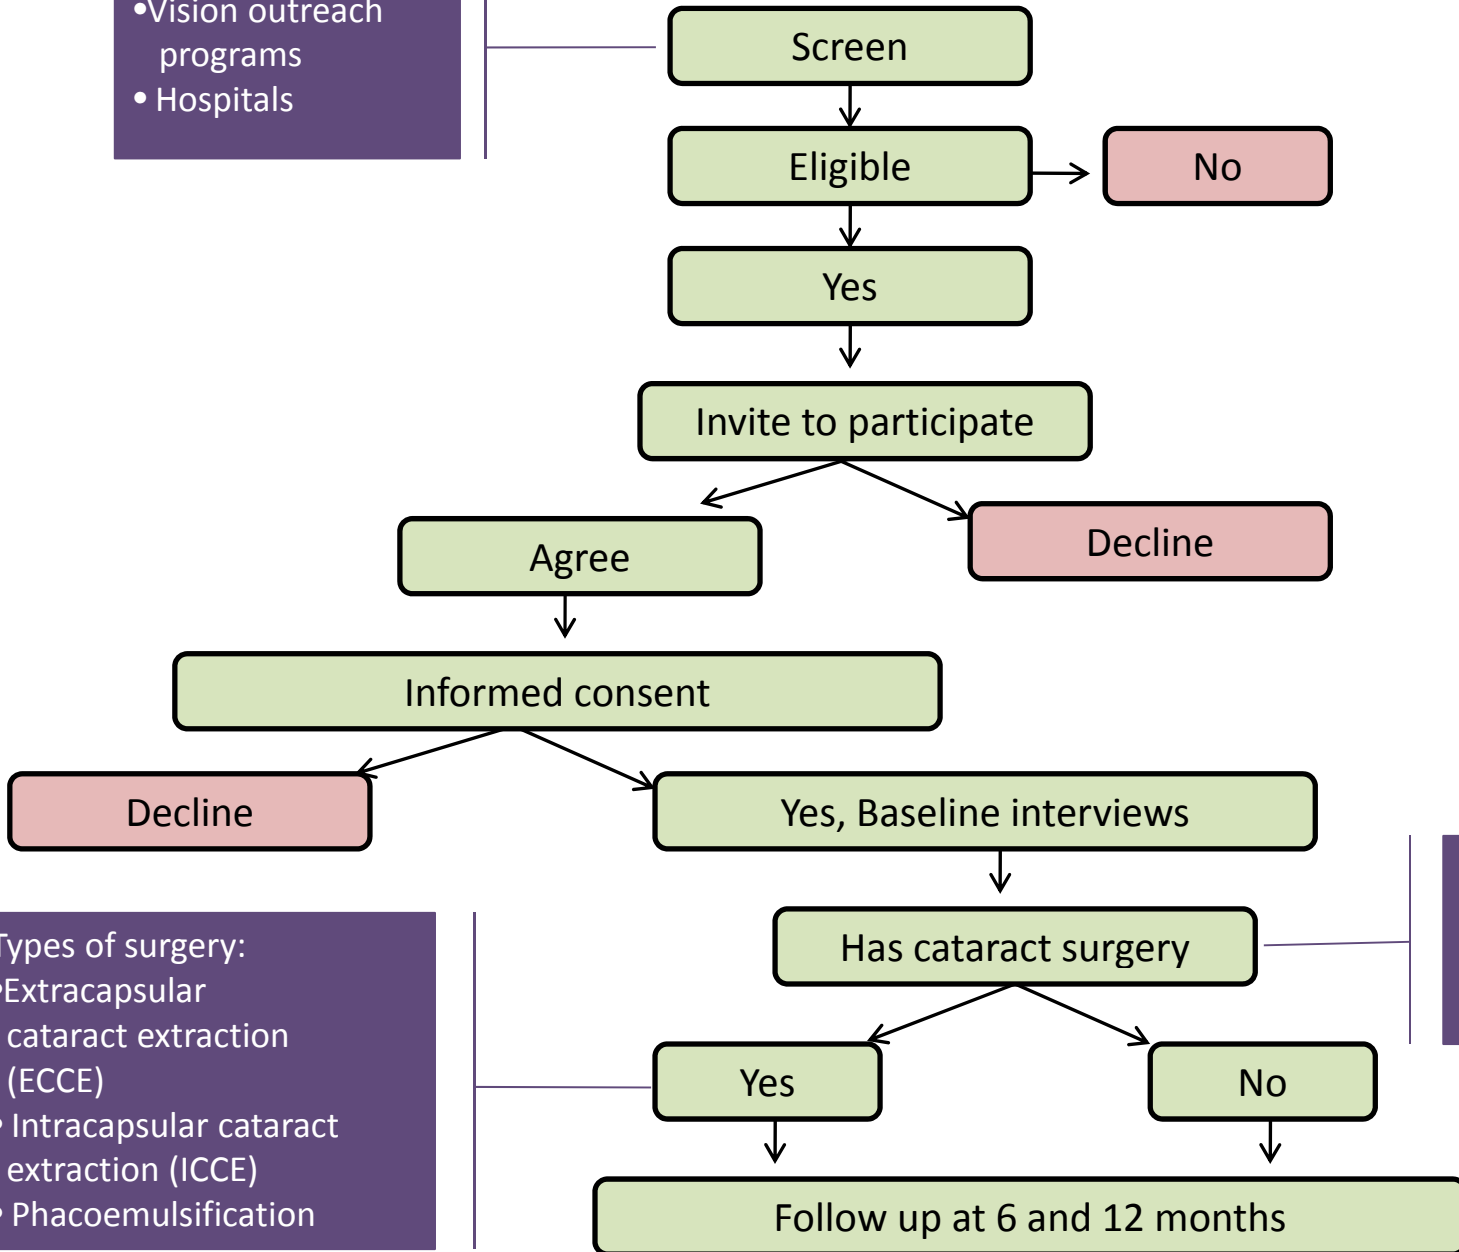 •Vision outreach
programs
• Hospitals
Screen
Eligible
No
Yes
Invite to participate
Agree
Decline
Informed consent
Decline
Yes, Baseline interviews
Has cataract surgery
Types of surgery:
•Extracapsular
cataract extraction
(ECCE)
• Intracapsular cataract
extraction (ICCE)
• Phacoemulsification
Yes
No
Follow up at 6 and 12 months